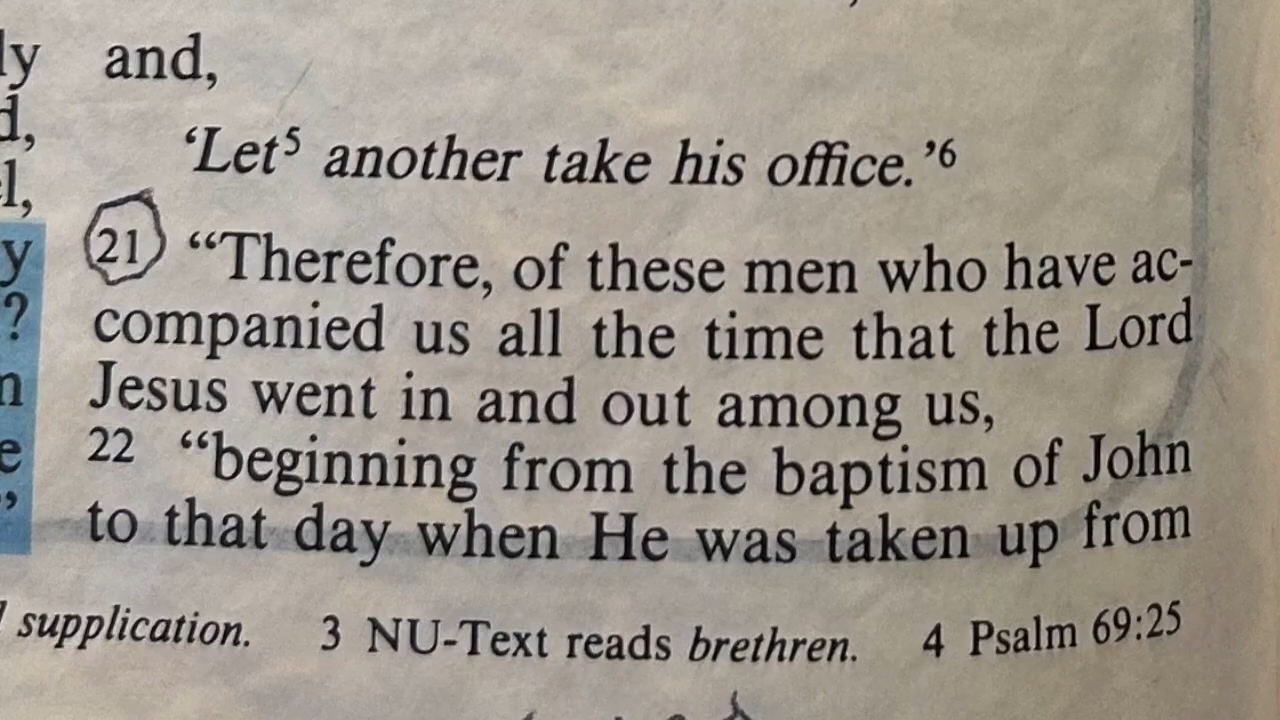 and,
‘Let⁵ another take his office.’⁶
21 “Therefore, of these men who have ac-
companied us all the time that the Lord
Jesus went in and out among us,
22 “beginning from the baptism of John
to that day when He was taken up from
supplication. 3 NU-Text reads brethren. 4 Psalm 69:25